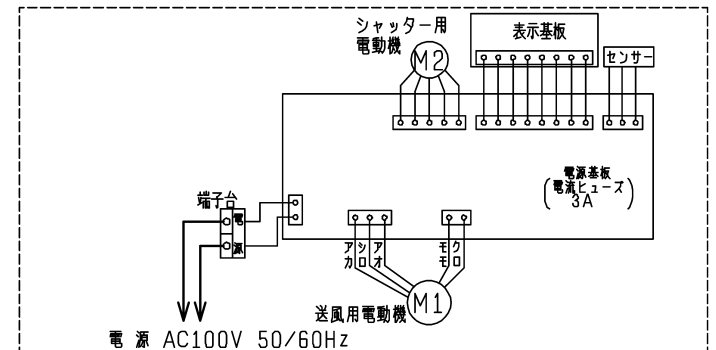 シャッター用
電動機
M2
表示基板
センサー
電源基板
(電流ヒューズ
3A)
端子台
電
源
アカ
シロ
アオ
モモ
クロ
M1
送風用電動機
電 源 AC100V 50/60Hz